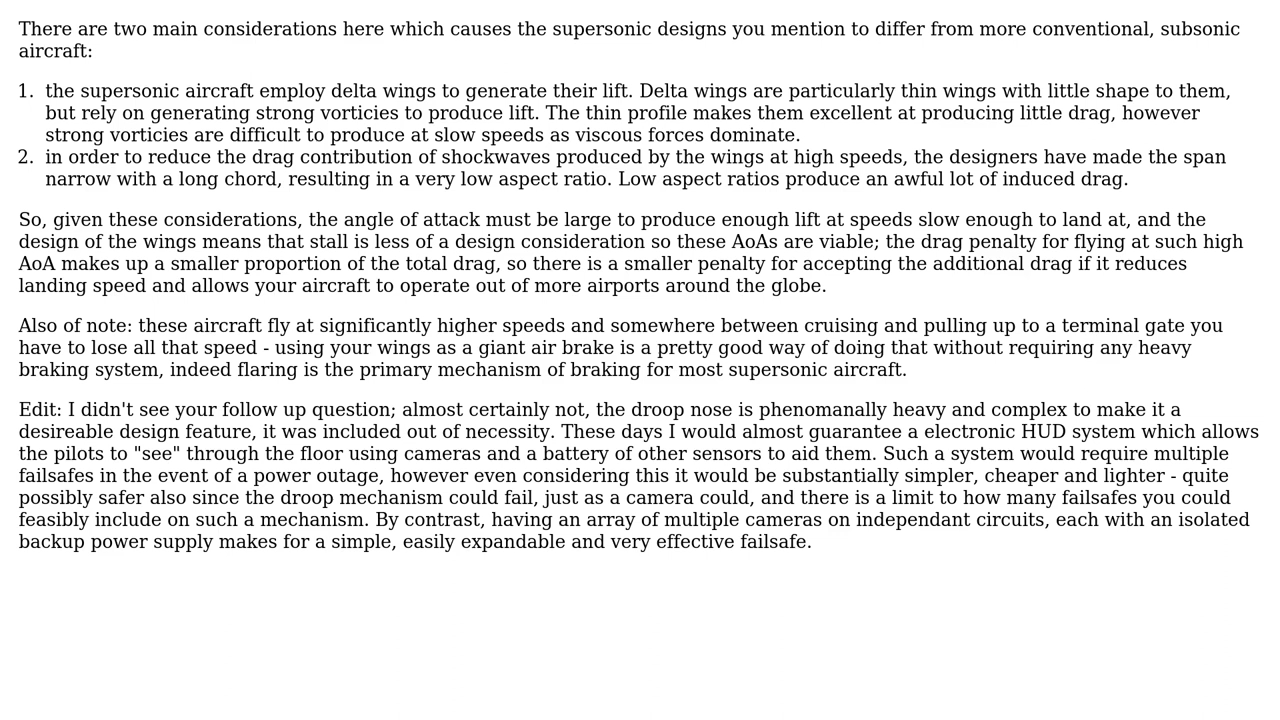 There are two main considerations here which causes the supersonic designs you mention to differ from more conventional, subsonic
aircraft:
1. the supersonic aircraft employ delta wings to generate their lift. Delta wings are particularly thin wings with little shape to them,
but rely on generating strong vorticies to produce lift. The thin profile makes them excellent at producing little drag, however
strong vorticies are difficult to produce at slow speeds as viscous forces dominate.
2. in order to reduce the drag contribution of shockwaves produced by the wings at high speeds, the designers have made the span
narrow with a long chord, resulting in a very low aspect ratio. Low aspect ratios produce an awful lot of induced drag.
So, given these considerations, the angle of attack must be large to produce enough lift at speeds slow enough to land at, and the
design of the wings means that stall is less of a design consideration so these AoAs are viable; the drag penalty for flying at such high
AoA makes up a smaller proportion of the total drag, so there is a smaller penalty for accepting the additional drag if it reduces
landing speed and allows your aircraft to operate out of more airports around the globe.
Also of note: these aircraft fly at significantly higher speeds and somewhere between cruising and pulling up to a terminal gate you
have to lose all that speed - using your wings as a giant air brake is a pretty good way of doing that without requiring any heavy
braking system, indeed flaring is the primary mechanism of braking for most supersonic aircraft.
Edit: I didn't see your follow up question; almost certainly not, the droop nose is phenomanally heavy and complex to make it a
desireable design feature, it was included out of necessity. These days I would almost guarantee a electronic HUD system which allows
the pilots to "see" through the floor using cameras and a battery of other sensors to aid them. Such a system would require multiple
failsafes in the event of a power outage, however even considering this it would be substantially simpler, cheaper and lighter - quite
possibly safer also since the droop mechanism could fail, just as a camera could, and there is a limit to how many failsafes you could
feasibly include on such a mechanism. By contrast, having an array of multiple cameras on independant circuits, each with an isolated
backup power supply makes for a simple, easily expandable and very effective failsafe.